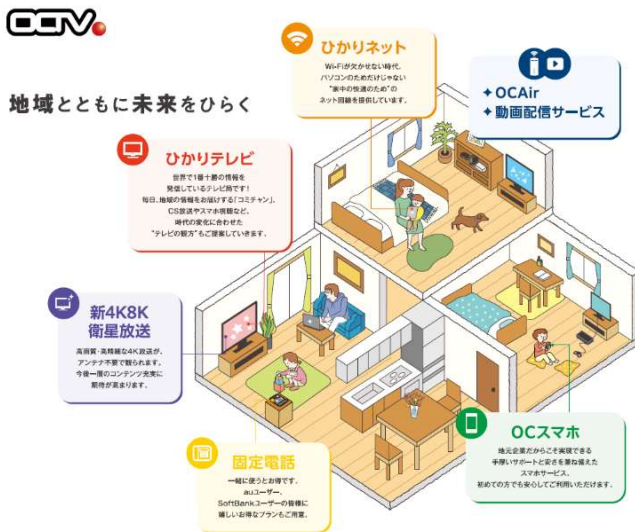 OCTV
地域とともに未来をひらく
ひかりネット
Wi-Fiが欠かせない時代。
パソコンのためだけじゃない
"家中の快適のため"の
ネット回線を提供しています。
+OCAir
+動画配信サービス
ひかりテレビ
世界で1番十勝の情報を
発信しているテレビ局です!
毎日、地域の情報をお届けする「コミチャン」、
CS放送やスマホ視聴など、
時代の変化に合わせた
"テレビの観方"もご提案していきます。
新4K8K
衛星放送
高画質・高精細な4K放送が、
アンテナ不要で観られます。
今後一層のコンテンツ充実に
期待が高まります。
固定電話
一緒に使うとお得です。
auユーザー、
SoftBankユーザーの皆様に
嬉しいお得なプランもご用意。
OCスマホ
地元企業だからこそ実現できる
手厚いサポートと安さを兼ね備えた
スマホサービス。
初めての方でも安心してご利用いただけます。